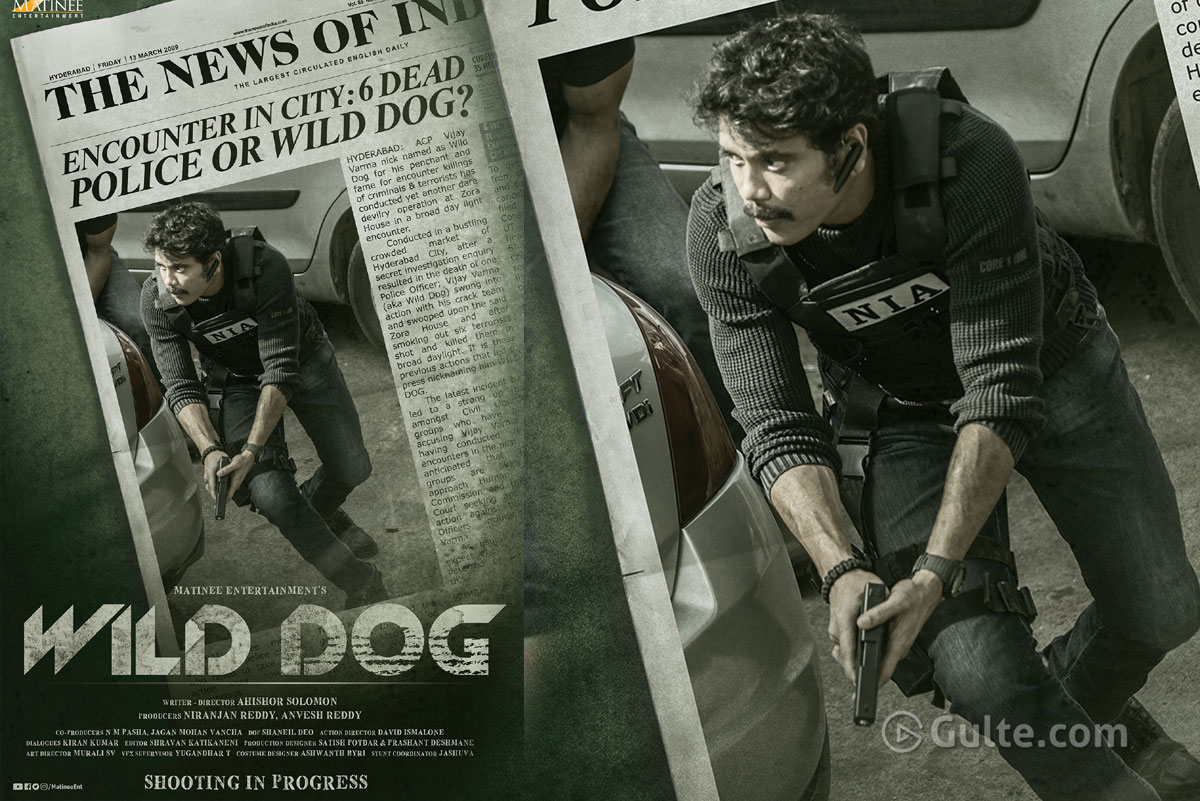 MATINEE
ENTERTAINMENT
www.thenewsofindia.com
HYDERABAD | FRIDAY | 13 MARCH 2009
THE NEWS OF IND
THE LARGEST CIRCULATED ENGLISH DAILY
ENCOUNTER IN CITY: 6 DEAD
POLICE OR WILD DOG?
HYDERABAD: ACP Vijay
Varma nick named as Wild
Dog for his penchant and
fame for encounter killings
of criminals & terrorists has
conducted yet another dare
devilry operation at Zora
House in a broad day light
encounter.
Conducted in a bustling
crowded market of
Hyderabad City, after a
secret investigation enquiry
resulted in the death of one
Police Officer; Vijay Varma
(aka Wild Dog) swung into
action with his crack team
and swooped upon the said
Zora House and after
smoking out six terrorists
shot and killed them in
broad daylight. It is these
previous actions that led
press nicknaming him
DOG.
The latest incident
led to a strong
amongst Civil
groups who have
accusing Vijay Varma
having conducted
encounters in the
anticipated that
groups are
approach Human
Commission and
Court seeking
action against
Officers
Varma.
NIA
MATINEE ENTERTAINMENT'S
WILD DOG
WRITER - DIRECTOR AHISHOR SOLOMON
PRODUCERS NIRANJAN REDDY, ANVESH REDDY
CO-PRODUCERS N M PASHA, JAGAN MOHAN VANCHA DOP SHANEIL DEO ACTION DIRECTOR DAVID ISMALONE
DIALOGUES KIRAN KUMAR EDITOR SHRAVAN KATIKANENI PRODUCTION DESIGNER SATISH POTDAR & PRASHANT DESHMANE
ART DIRECTOR MURALI SV VFX SUPERVISOR YUGANDHAR T COSTUME DESIGNER ASHWANTH BYRI STUNT COORDINATOR JASHUVA
SHOOTING IN PROGRESS
/MatineeEnt
CORE
NIA
Gulte.com